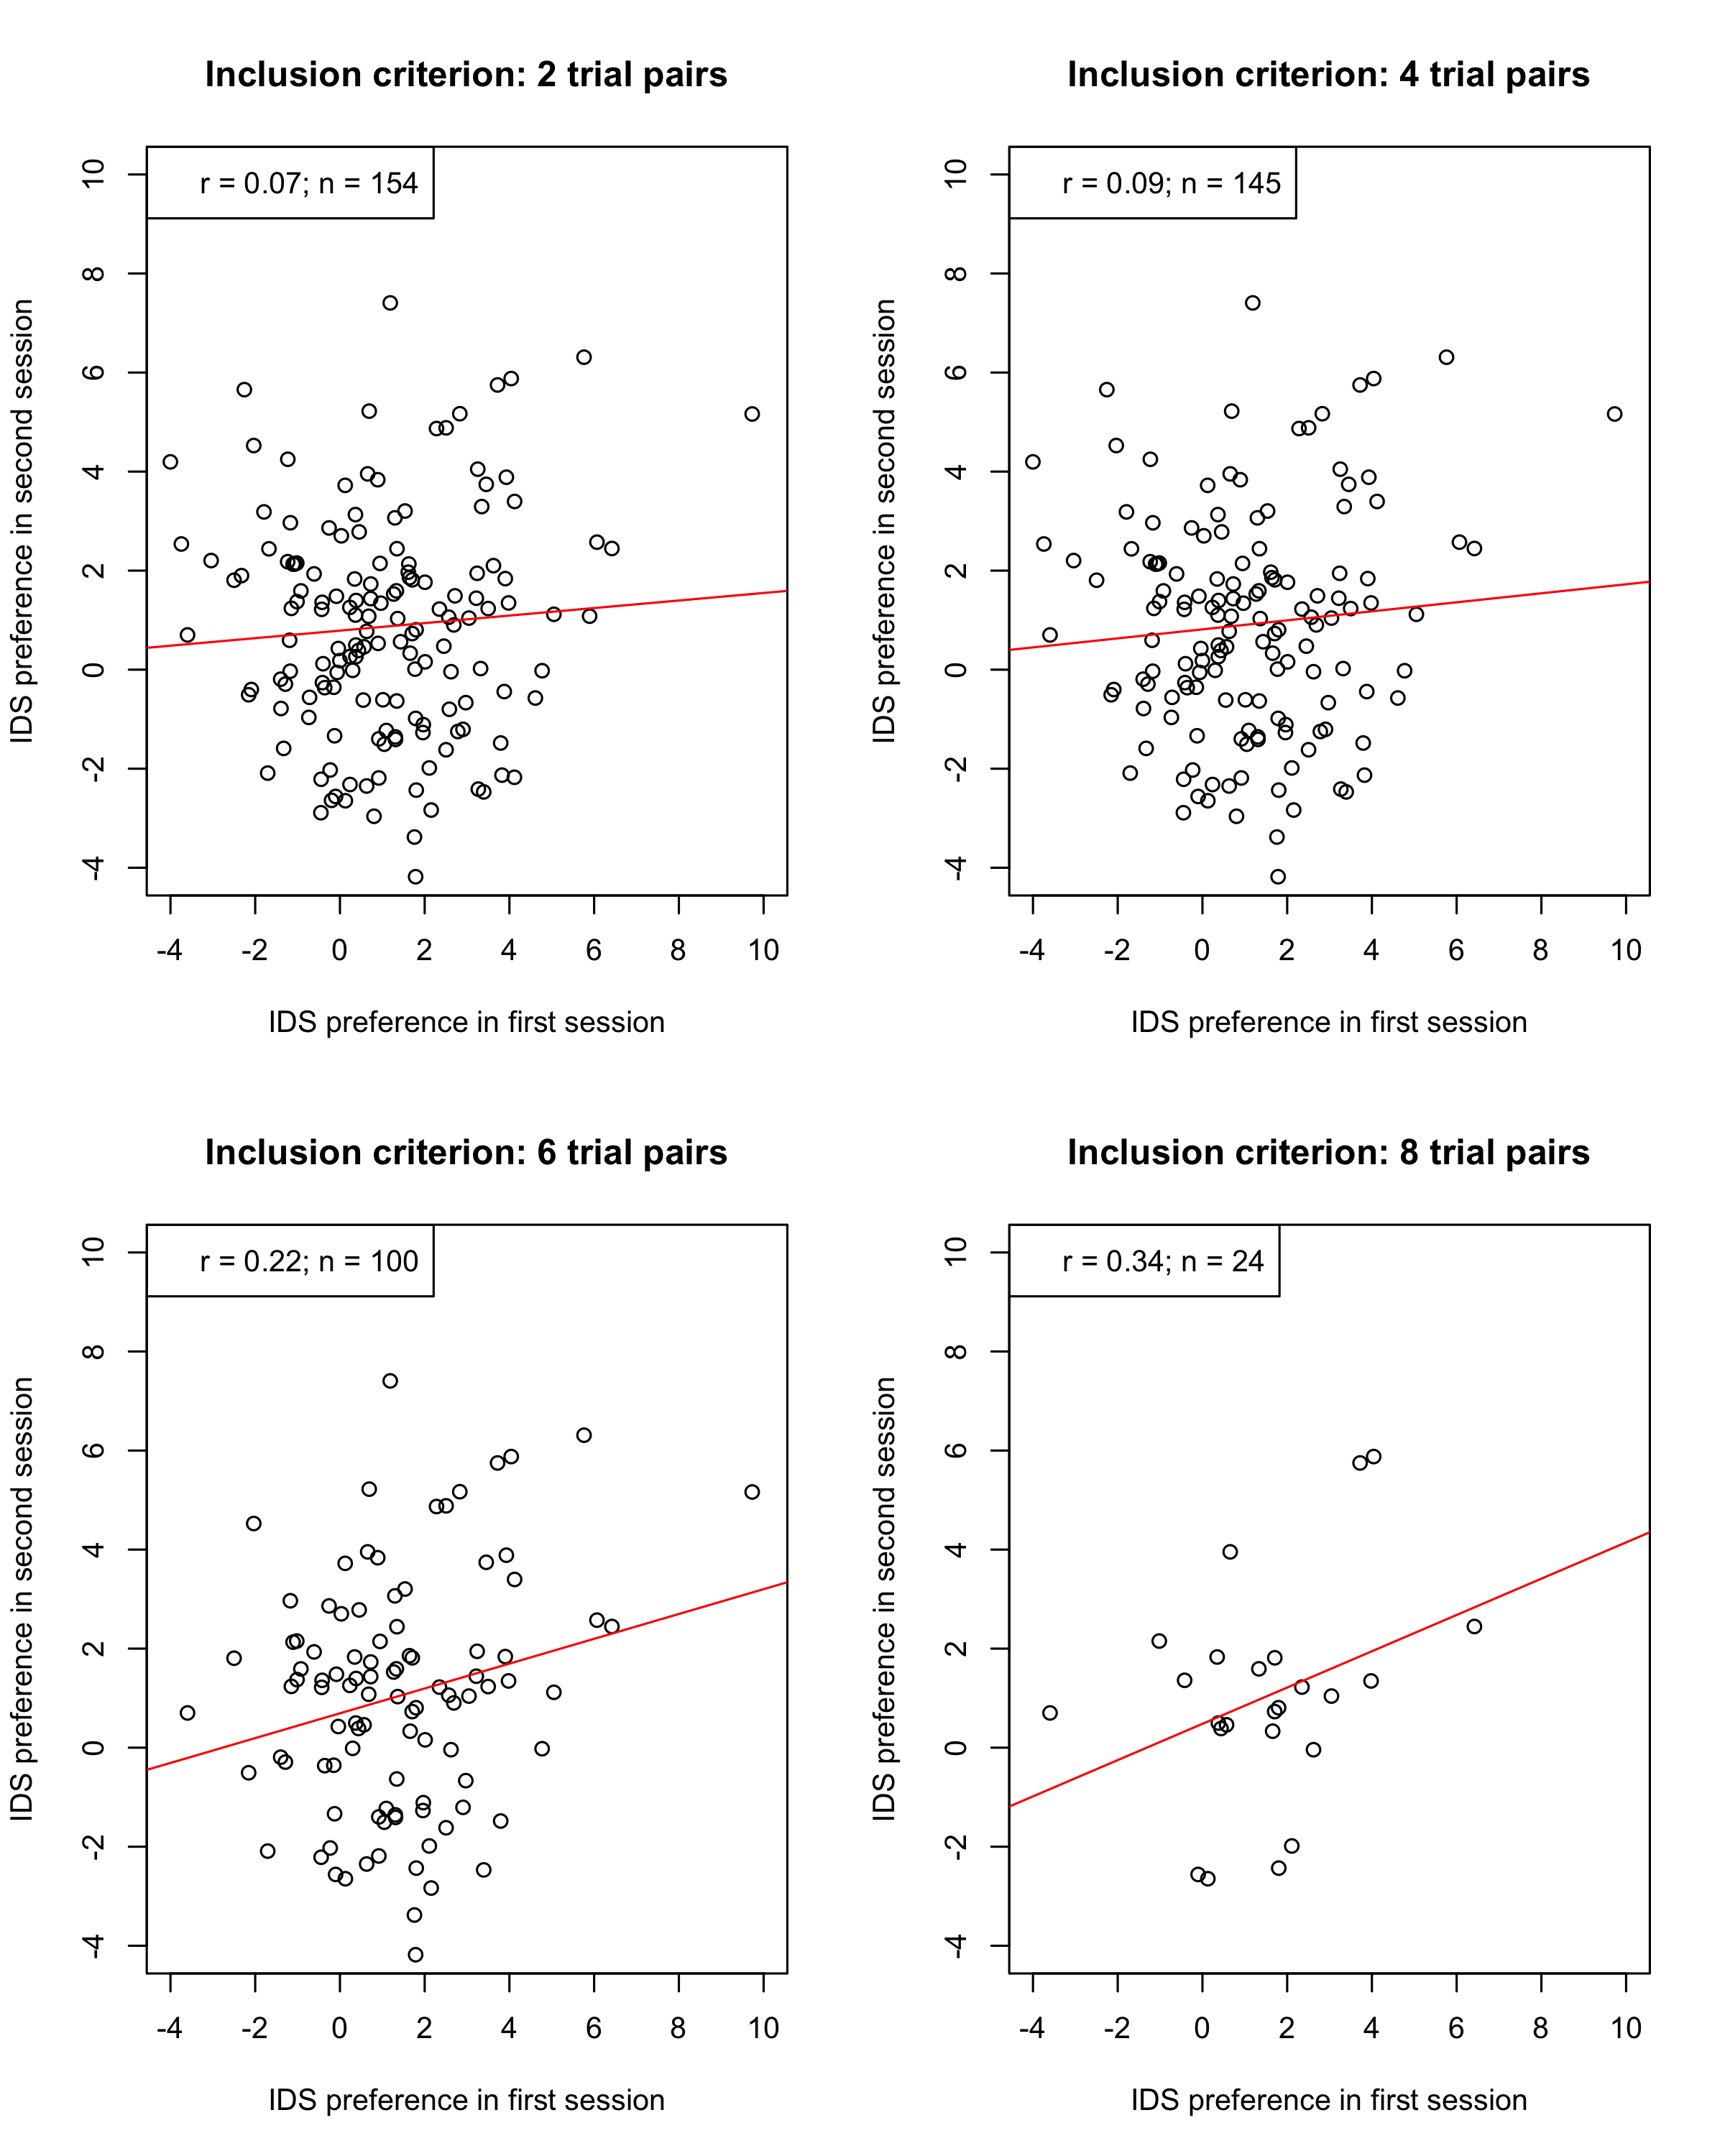 Inclusion criterion: 2 trial pairs
r = 0.07; n = 154
IDS preference in second session
10
8
6
4
2
0
-2
-4
-4 -2 0 2 4 6 8 10
IDS preference in first session
Inclusion criterion: 4 trial pairs
r = 0.09; n = 145
IDS preference in second session
10
8
6
4
2
0
-2
-4
-4 -2 0 2 4 6 8 10
IDS preference in first session
Inclusion criterion: 6 trial pairs
r = 0.22; n = 100
IDS preference in second session
10
8
6
4
2
0
-2
-4
-4 -2 0 2 4 6 8 10
IDS preference in first session
Inclusion criterion: 8 trial pairs
r = 0.34; n = 24
IDS preference in second session
10
8
6
4
2
0
-2
-4
-4 -2 0 2 4 6 8 10
IDS preference in first session